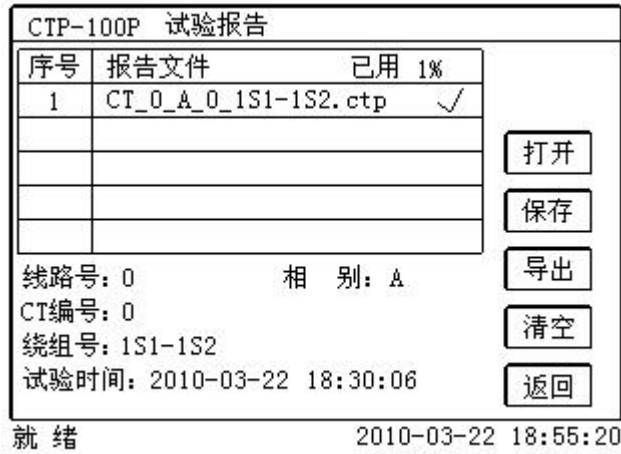 CTP-100P 试验报告
序号 报告文件 已用 1%
1 CT_0_A_0_1S1-1S2.ctp ✓
打开
保存
线路号: 0 相 别: A
导出
CT编号: 0
绕组号: 1S1-1S2
清空
试验时间: 2010-03-22 18:30:06
返回
就 绪 2010-03-22 18:55:20